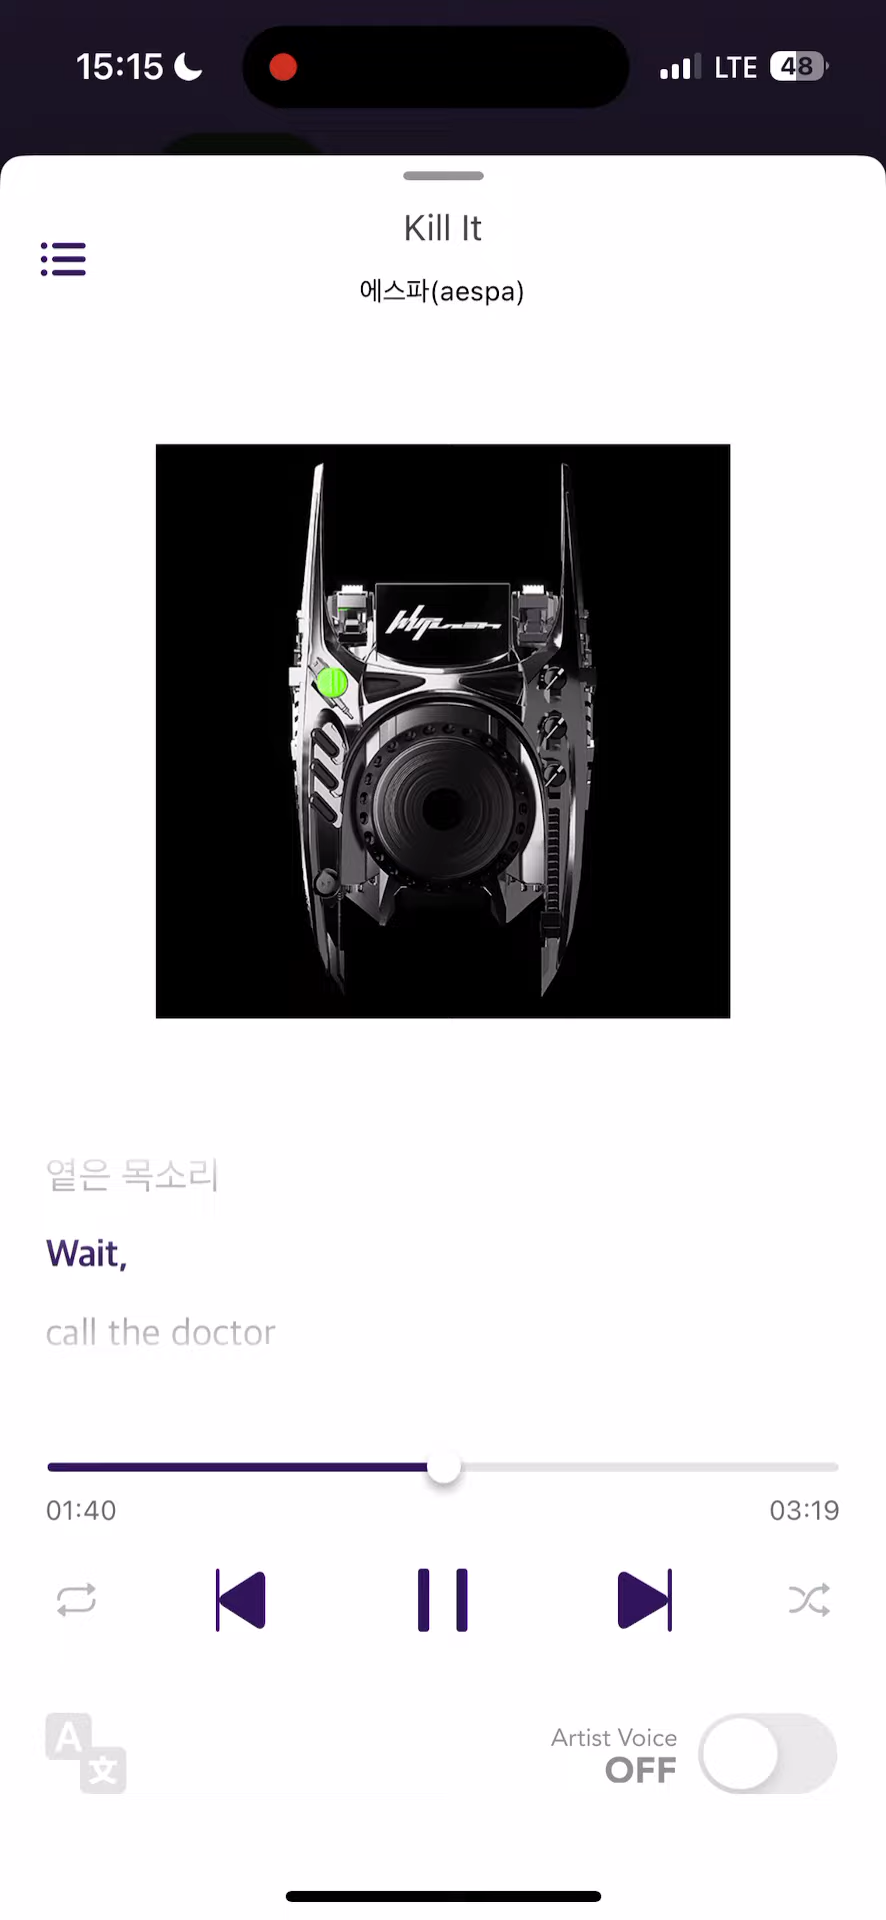 15:15
LTE
48
Kill It
에스파(aespa)
옅은 목소리
Wait,
call the doctor
01:40
03:19
A
文
Artist Voice
OFF